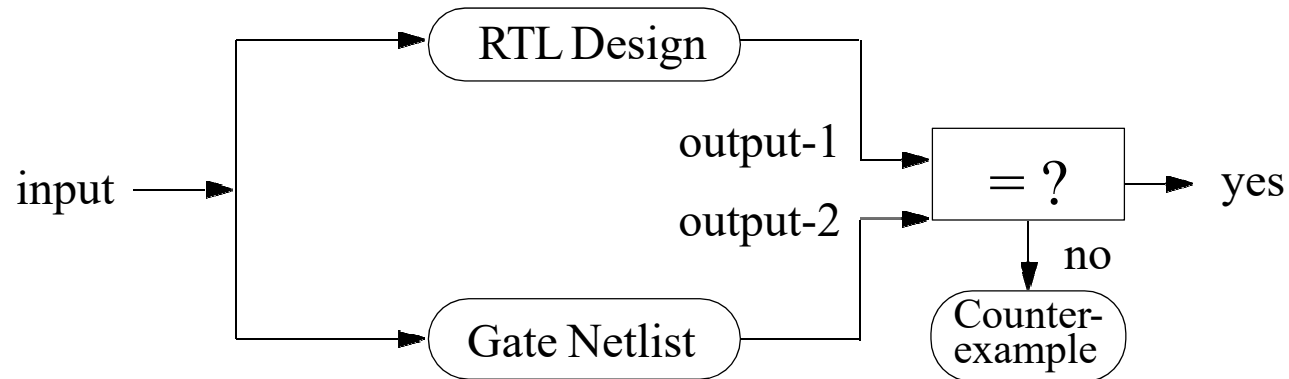 RTL Design
output-1
input
= ?
yes
output-2
no
Gate Netlist
Counter-
example